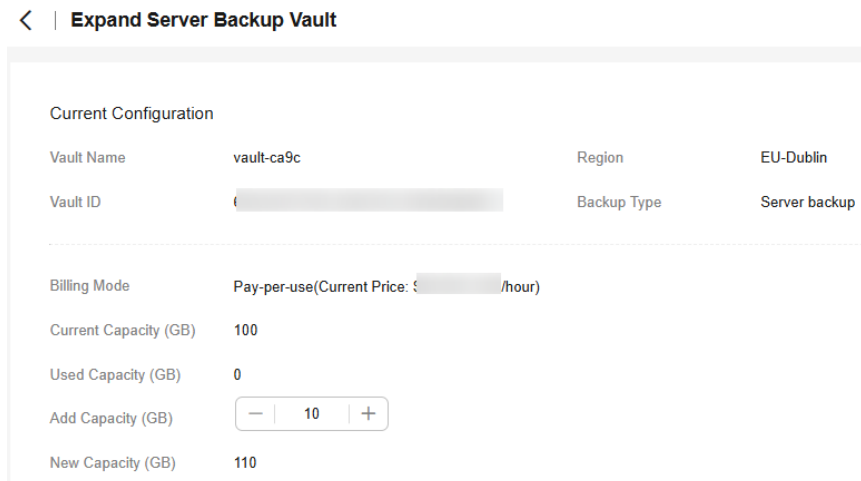 Expand Server Backup Vault
Current Configuration
Vault Name vault-ca9c Region EU-Dublin
Vault ID Backup Type Server backup
Billing Mode Pay-per-use(Current Price: /hour)
Current Capacity (GB) 100
Used Capacity (GB) 0
Add Capacity (GB) 10
New Capacity (GB) 110